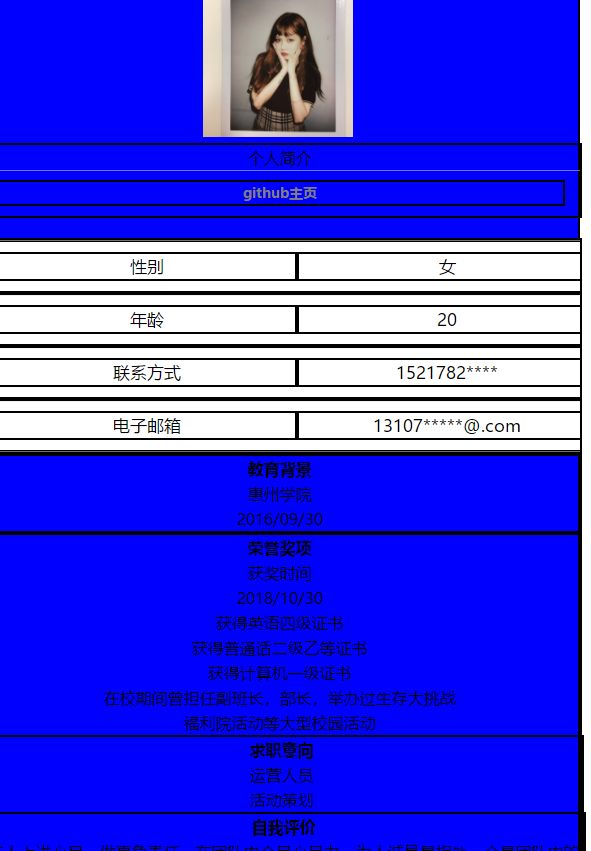 个人简介
github主页
性别 女
年龄 20
联系方式 1521782****
电子邮箱 13107*****@.com
教育背景
惠州学院
2016/09/30
荣誉奖项
获奖时间
2018/10/30
获得英语四级证书
获得普通话二级乙等证书
获得计算机一级证书
在校期间曾担任副班长，部长，举办过生存大挑战
福利院活动等大型校园活动
求职意向
运营人员
活动策划
自我评价